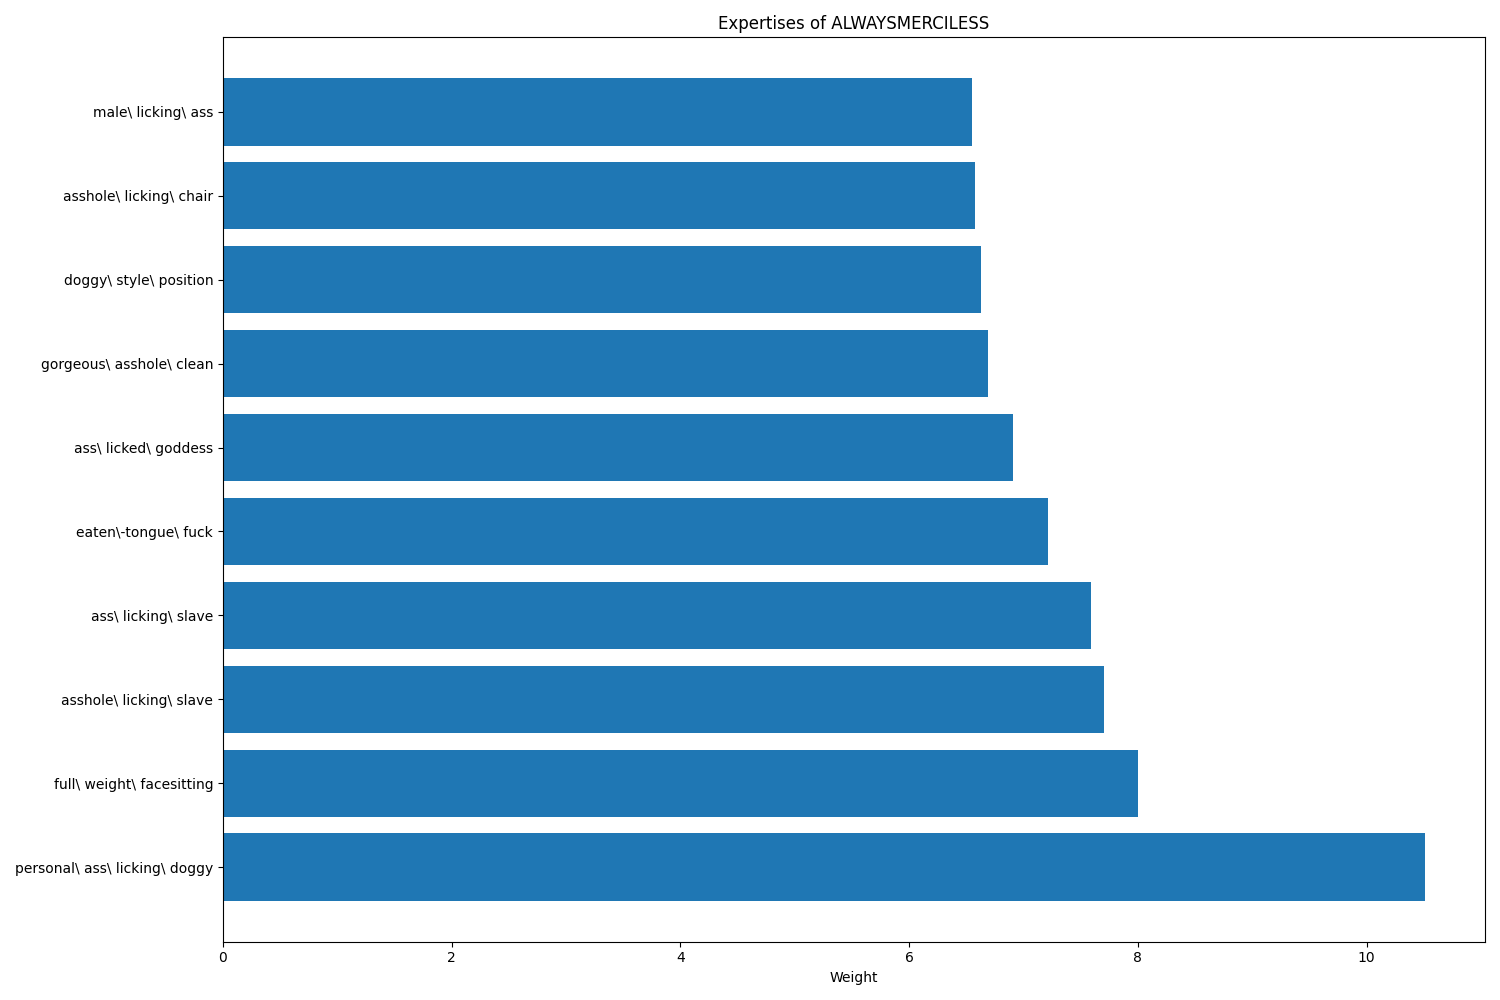 Expertises of ALWAYSMERCILESS
male\ licking\ ass
asshole\ licking\ chair
doggy\ style\ position
gorgeous\ asshole\ clean
ass\ licked\ goddess
eaten\-tongue\ fuck
ass\ licking\ slave
asshole\ licking\ slave
full\ weight\ facesitting
personal\ ass\ licking\ doggy
0 2 4 6 8 10
Weight